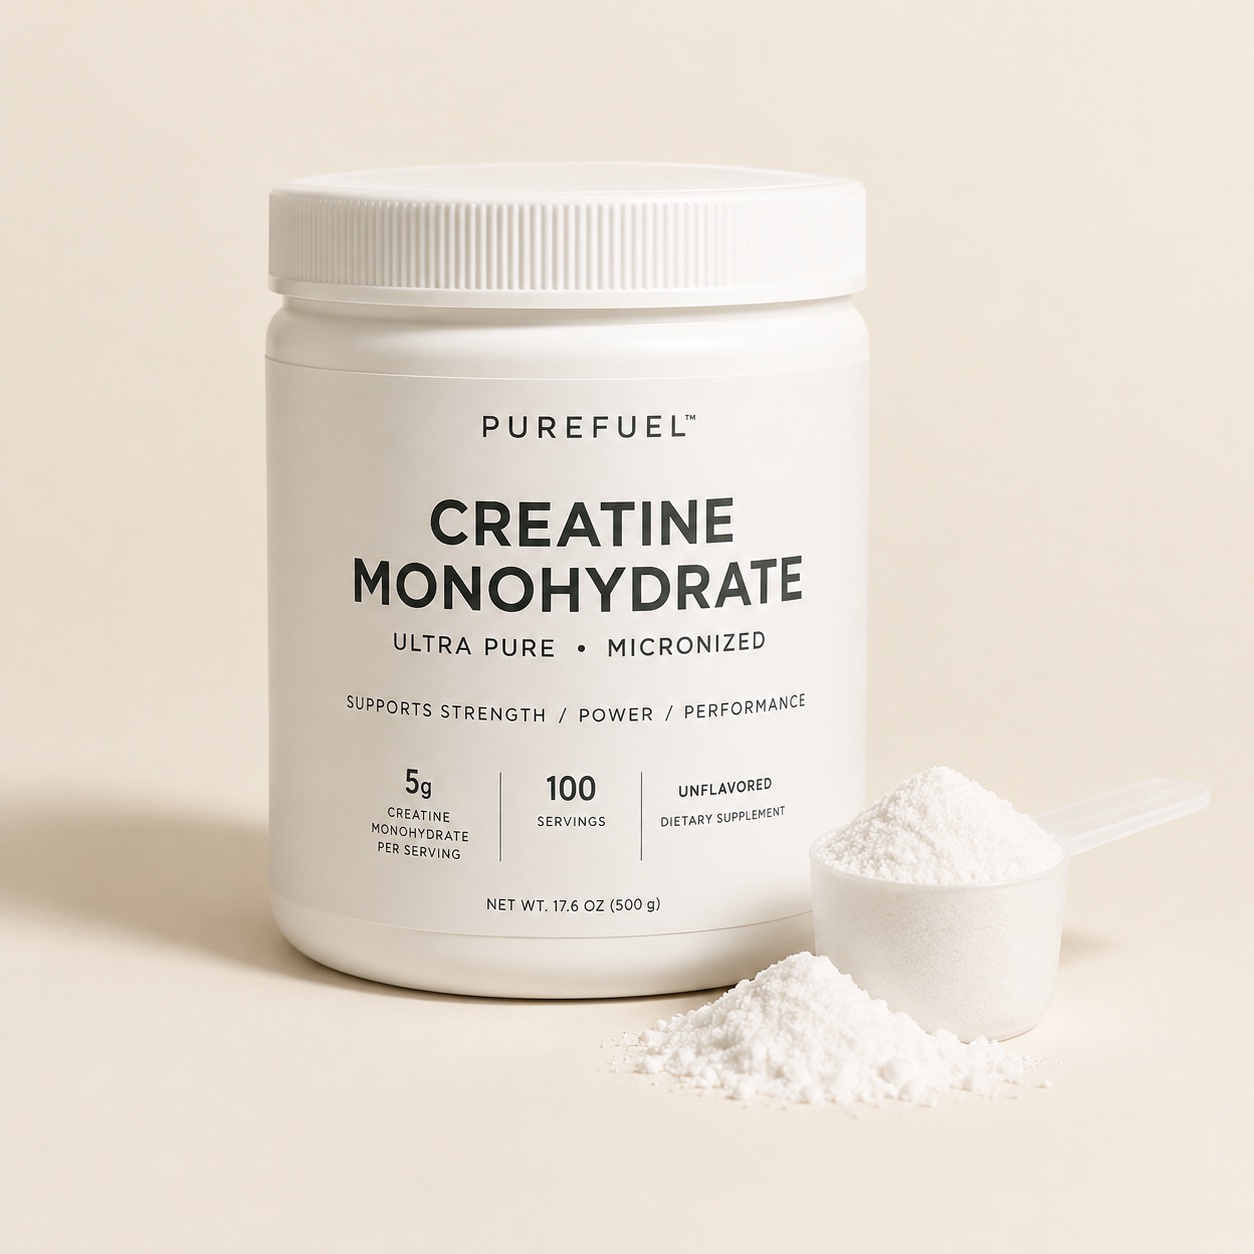 PUREFUEL™
CREATINE
MONOHYDRATE
ULTRA PURE • MICRONIZED
SUPPORTS STRENGTH / POWER / PERFORMANCE
5g
CREATINE
MONOHYDRATE
PER SERVING
100
SERVINGS
UNFLAVORED
DIETARY SUPPLEMENT
NET WT. 17.6 OZ (500 g)